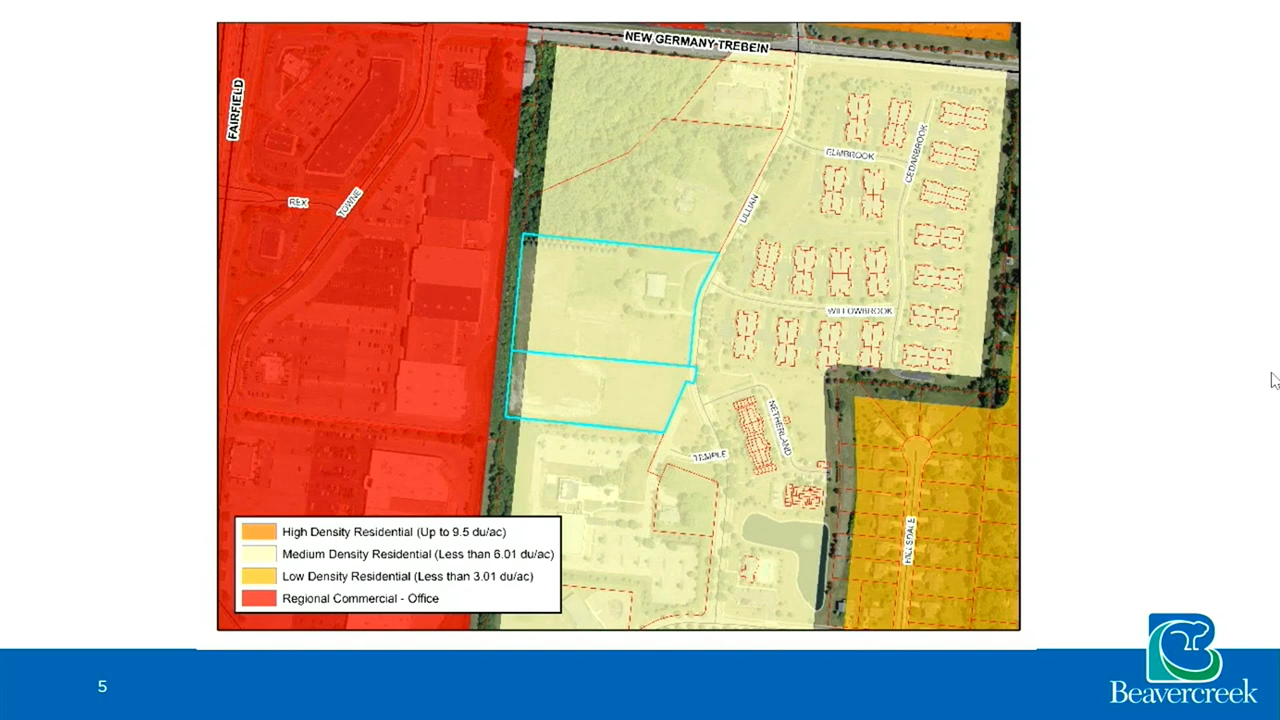 NEW GERMANY-TREBEIN
FAIRFIELD
ELMBROOK
CEDARBROOK
REX
TOWNE
LILLIAN
WILLOWBROOK
NETHERLAND
TEMPLE
HILLSDALE
High Density Residential (Up to 9.5 du/ac)
Medium Density Residential (Less than 6.01 du/ac)
Low Density Residential (Less than 3.01 du/ac)
Regional Commercial - Office
5
Beavercreek